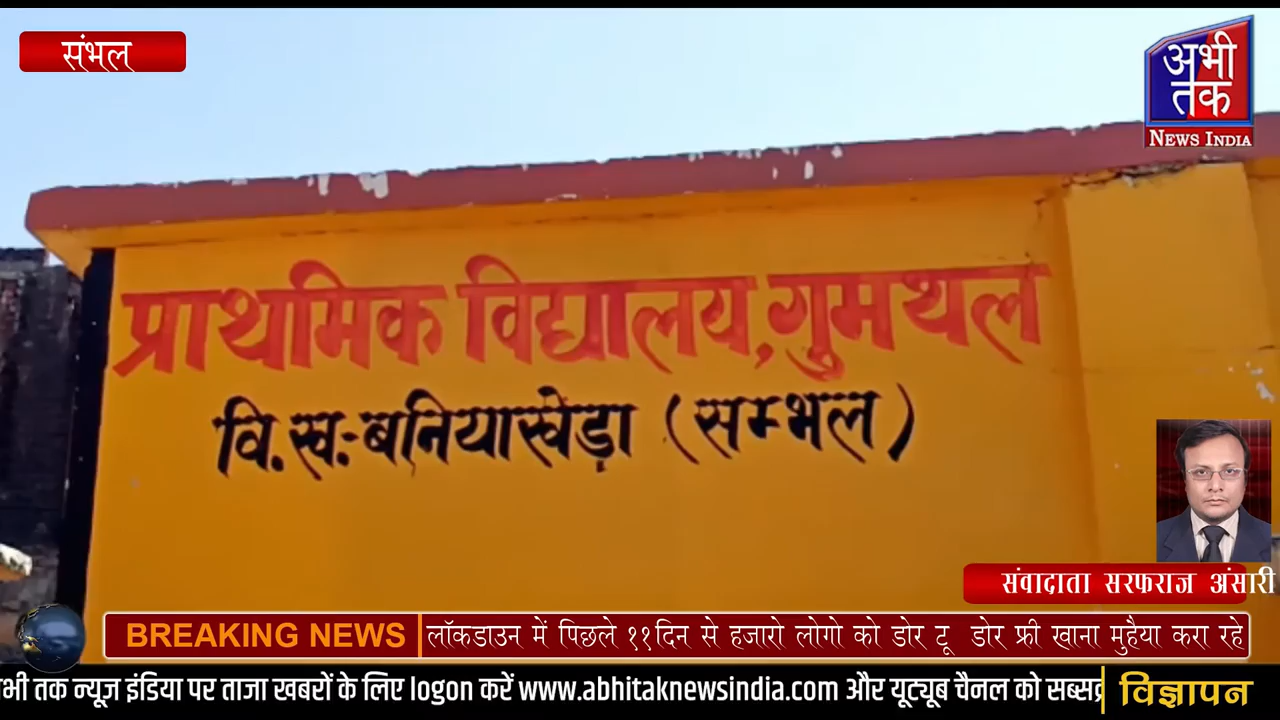 संभल
अभी
तक
NEWS INDIA
प्राथमिक विद्यालय, गुमथल
वि.ख:-बनियाखेड़ा (सम्भल)
संवादाता सरफराज अंसारी
BREAKING NEWS
लॉकडाउन में पिछले ११दिन से हजारो लोगो को डोर टू डोर फ्री खाना मुहैया करा रहे
भी तक न्यूज़ इंडिया पर ताजा खबरों के लिए logon करें www.abhitaknewsindia.com और यूट्यूब चैनल को सब्सक्र
विज्ञापन